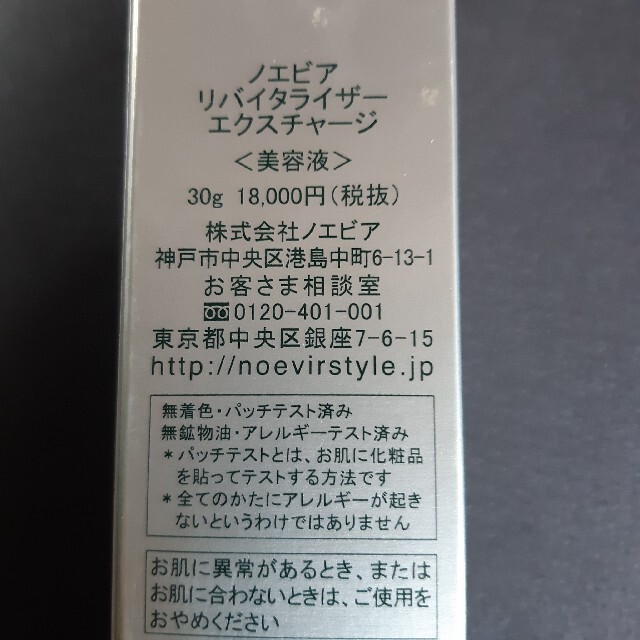 ノエビア
リバイタライザー
エクスチャージ
＜美容液＞
30g 18,000円（税抜）
株式会社ノエビア
神戸市中央区港島中町6-13-1
お客さま相談室
0120-401-001
東京都中央区銀座7-6-15
http://noevirstyle.jp
無着色・パッチテスト済み
無鉱物油・アレルギーテスト済み
＊パッチテストとは、お肌に化粧品
を貼ってテストする方法です
＊全てのかたにアレルギーが起き
ないというわけではありません
お肌に異常があるとき、または
お肌に合わないときは、ご使用を
おやめください